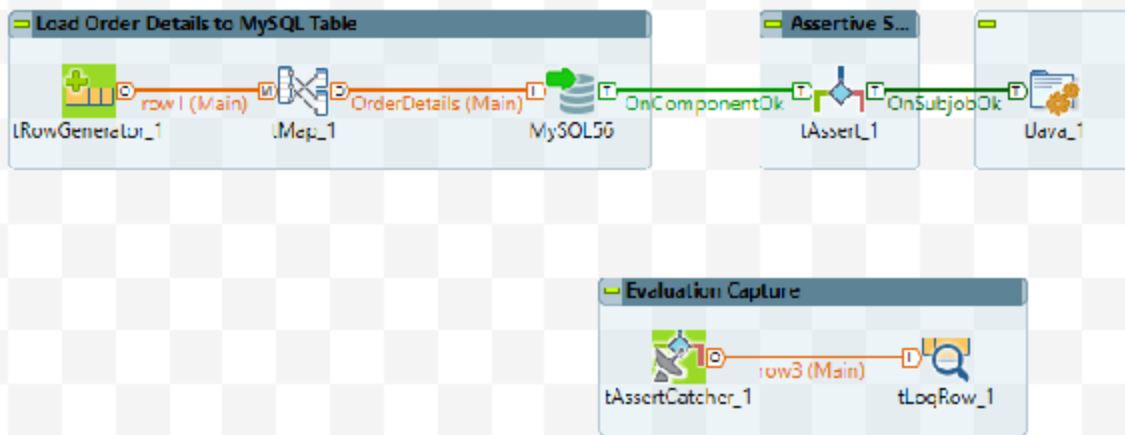 Load Order Details to MySQL Table
Assertive S...
row1 (Main)
OrderDetails (Main)
OnComponentOk
OnSubjobOk
tRowGenerator_1
tMap_1
MySQL56
tAssert_1
tJava_1
Evaluation Capture
row3 (Main)
tAssertCatcher_1
tLogRow_1